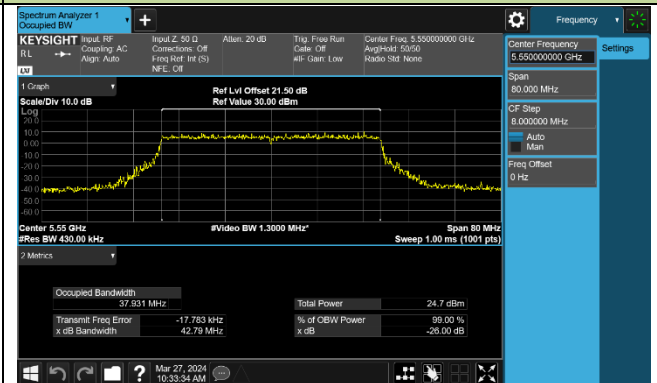 Spectrum Analyzer 1
Occupied BW
+
Frequency
KEYSIGHT
RL
LXI
Input: RF
Coupling: AC
Align: Auto
Input Z: 50 Ω
Corrections: Off
Freq Ref: Int (S)
NFE: Off
Atten: 20 dB
Trig: Free Run
Gate: Off
#IF Gain: Low
Center Freq: 5.550000000 GHz
Avg|Hold: 50/50
Radio Std: None
Center Frequency
5.550000000 GHz
Settings
Span
80.000 MHz
CF Step
8.000000 MHz
Auto
Man
Freq Offset
0 Hz
1 Graph
Scale/Div 10.0 dB
Ref Lvl Offset 21.50 dB
Ref Value 30.00 dBm
Log
20.0
10.0
0.00
-10.0
-20.0
-30.0
-40.0
-50.0
-60.0
Center 5.55 GHz
#Video BW 1.3000 MHz*
Span 80 MHz
#Res BW 430.00 kHz
Sweep 1.00 ms (1001 pts)
2 Metrics
Occupied Bandwidth
37.931 MHz
Total Power 24.7 dBm
Transmit Freq Error -17.783 kHz
% of OBW Power 99.00 %
x dB Bandwidth 42.79 MHz
x dB -26.00 dB
?
Mar 27, 2024
10:33:34 AM